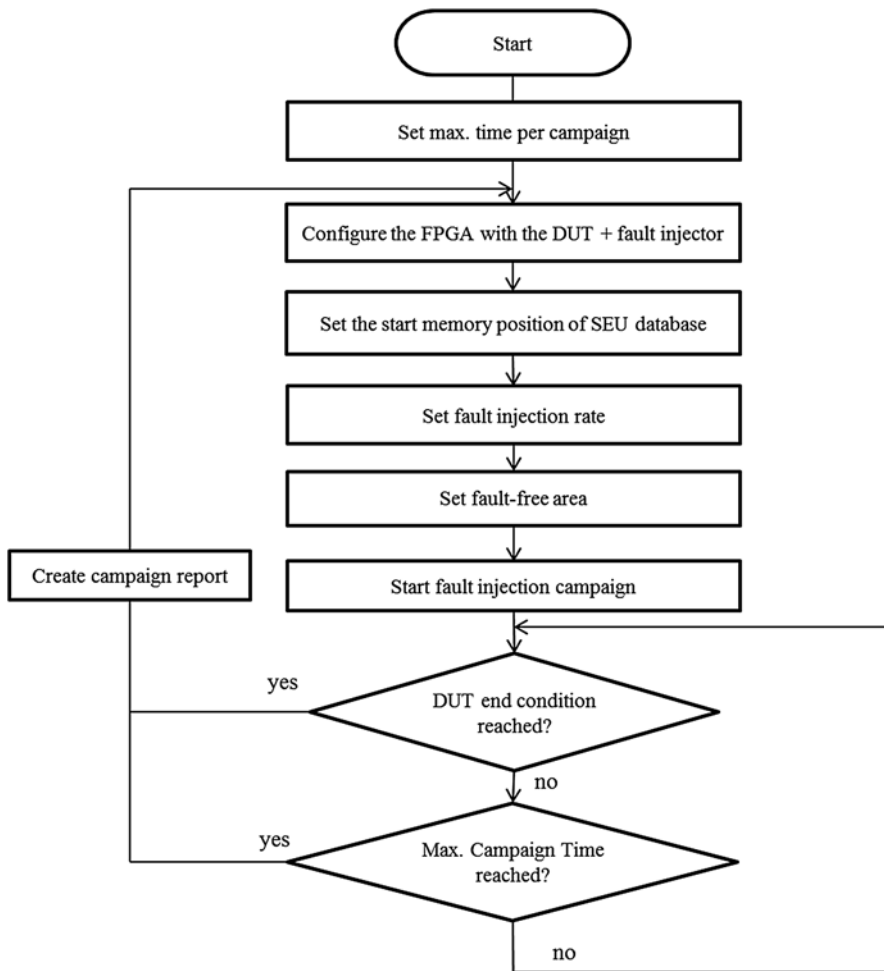 Start
Set max. time per campaign
Configure the FPGA with the DUT + fault injector
Set the start memory position of SEU database
Set fault injection rate
Set fault-free area
Create campaign report
Start fault injection campaign
yes
DUT end condition
reached?
no
yes
Max. Campaign Time
reached?
no